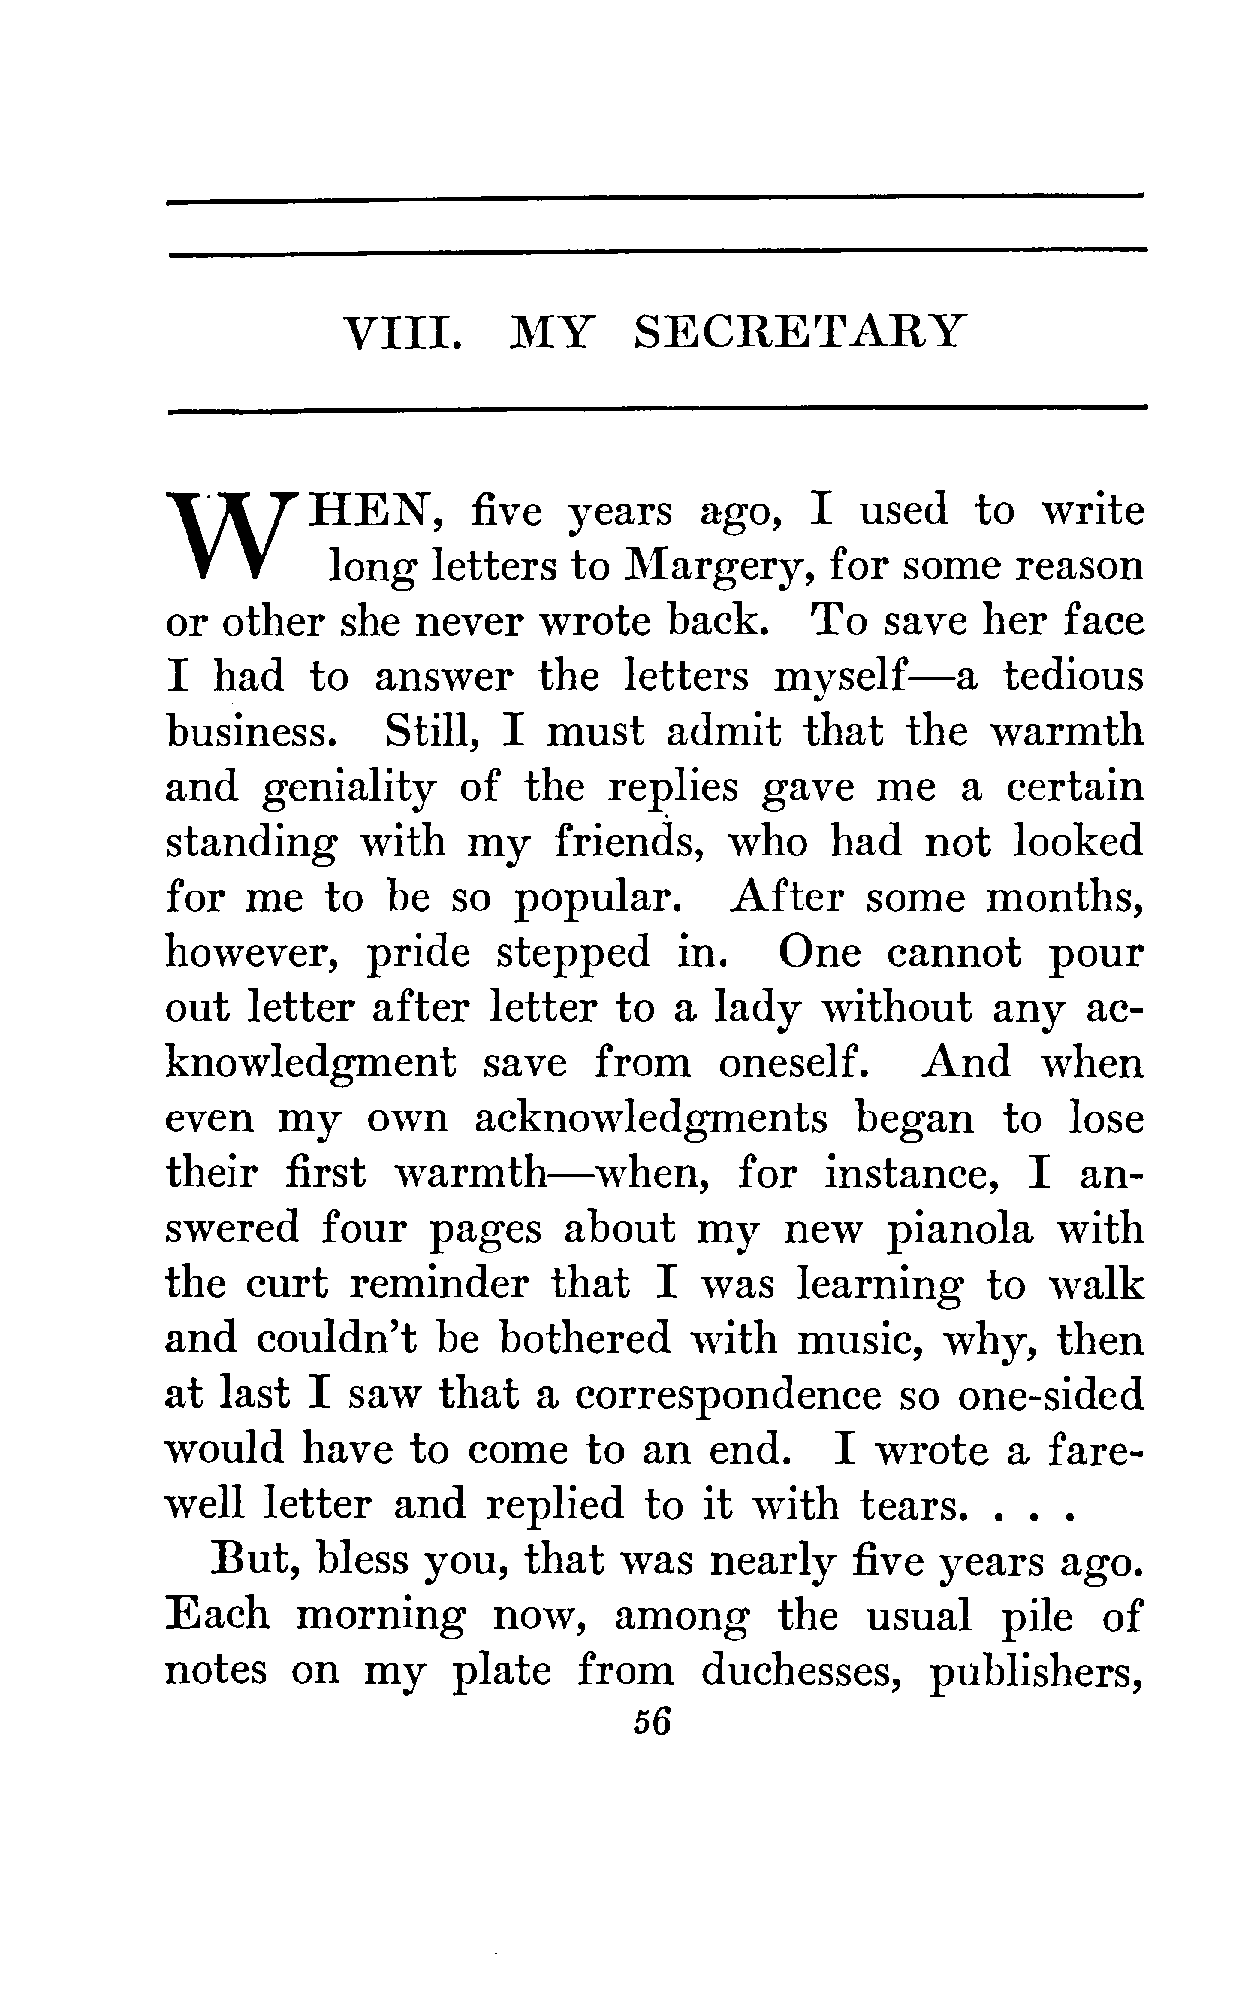 VIII. MY SECRETARY
WHEN, five years ago, I used to write
long letters to Margery, for some reason
or other she never wrote back. To save her face
I had to answer the letters myself—a tedious
business. Still, I must admit that the warmth
and geniality of the replies gave me a certain
standing with my friends, who had not looked
for me to be so popular. After some months,
however, pride stepped in. One cannot pour
out letter after letter to a lady without any ac-
knowledgment save from oneself. And when
even my own acknowledgments began to lose
their first warmth—when, for instance, I an-
swered four pages about my new pianola with
the curt reminder that I was learning to walk
and couldn't be bothered with music, why, then
at last I saw that a correspondence so one-sided
would have to come to an end. I wrote a fare-
well letter and replied to it with tears. . . .
But, bless you, that was nearly five years ago.
Each morning now, among the usual pile of
notes on my plate from duchesses, publishers,
56